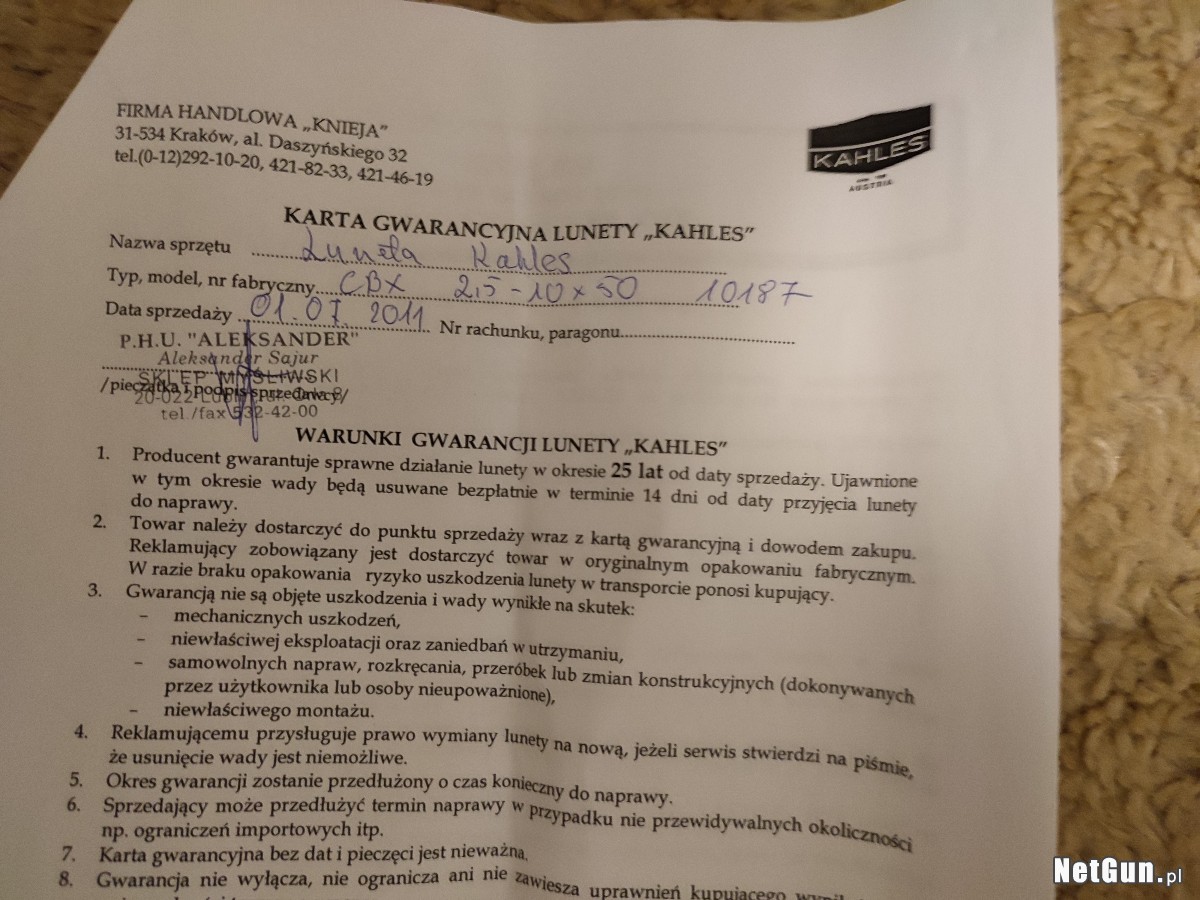 FIRMA HANDLOWA „KNIEJA”
31-534 Kraków, al. Daszyńskiego 32
tel.(0-12)292-10-20, 421-82-33, 421-46-19
KAHLES
AUSTRIA
KARTA GWARANCYJNA LUNETY „KAHLES”
Nazwa sprzętu Luneta Kahles
Typ, model, nr fabryczny CBX 2,5-10x50 10187
Data sprzedaży 01.07.2011 Nr rachunku, paragonu
P.H.U. "ALEKSANDER"
Aleksander Sajur
SKLEP MYŚLIWSKI
/pieczątka i podpis sprzedawcy/
20-022
tel./fax 532-42-00
WARUNKI GWARANCJI LUNETY „KAHLES”
1. Producent gwarantuje sprawne działanie lunety w okresie 25 lat od daty sprzedaży. Ujawnione
w tym okresie wady będą usuwane bezpłatnie w terminie 14 dni od daty przyjęcia lunety
do naprawy.
2. Towar należy dostarczyć do punktu sprzedaży wraz z kartą gwarancyjną i dowodem zakupu.
Reklamujący zobowiązany jest dostarczyć towar w oryginalnym opakowaniu fabrycznym.
W razie braku opakowania ryzyko uszkodzenia lunety w transporcie ponosi kupujący.
3. Gwarancją nie są objęte uszkodzenia i wady wynikłe na skutek:
– mechanicznych uszkodzeń,
– niewłaściwej eksploatacji oraz zaniedbań w utrzymaniu,
– samowolnych napraw, rozkręcania, przeróbek lub zmian konstrukcyjnych (dokonywanych
przez użytkownika lub osoby nieupoważnione),
– niewłaściwego montażu.
4. Reklamującemu przysługuje prawo wymiany lunety na nową, jeżeli serwis stwierdzi na piśmie,
że usunięcie wady jest niemożliwe.
5. Okres gwarancji zostanie przedłużony o czas konieczny do naprawy.
6. Sprzedający może przedłużyć termin naprawy w przypadku nie przewidywalnych okoliczności
np. ograniczeń importowych itp.
7. Karta gwarancyjna bez dat i pieczęci jest nieważna.
8. Gwarancja nie wyłącza, nie ogranicza ani nie zawiesza uprawnień kupującego
NetGun.pl